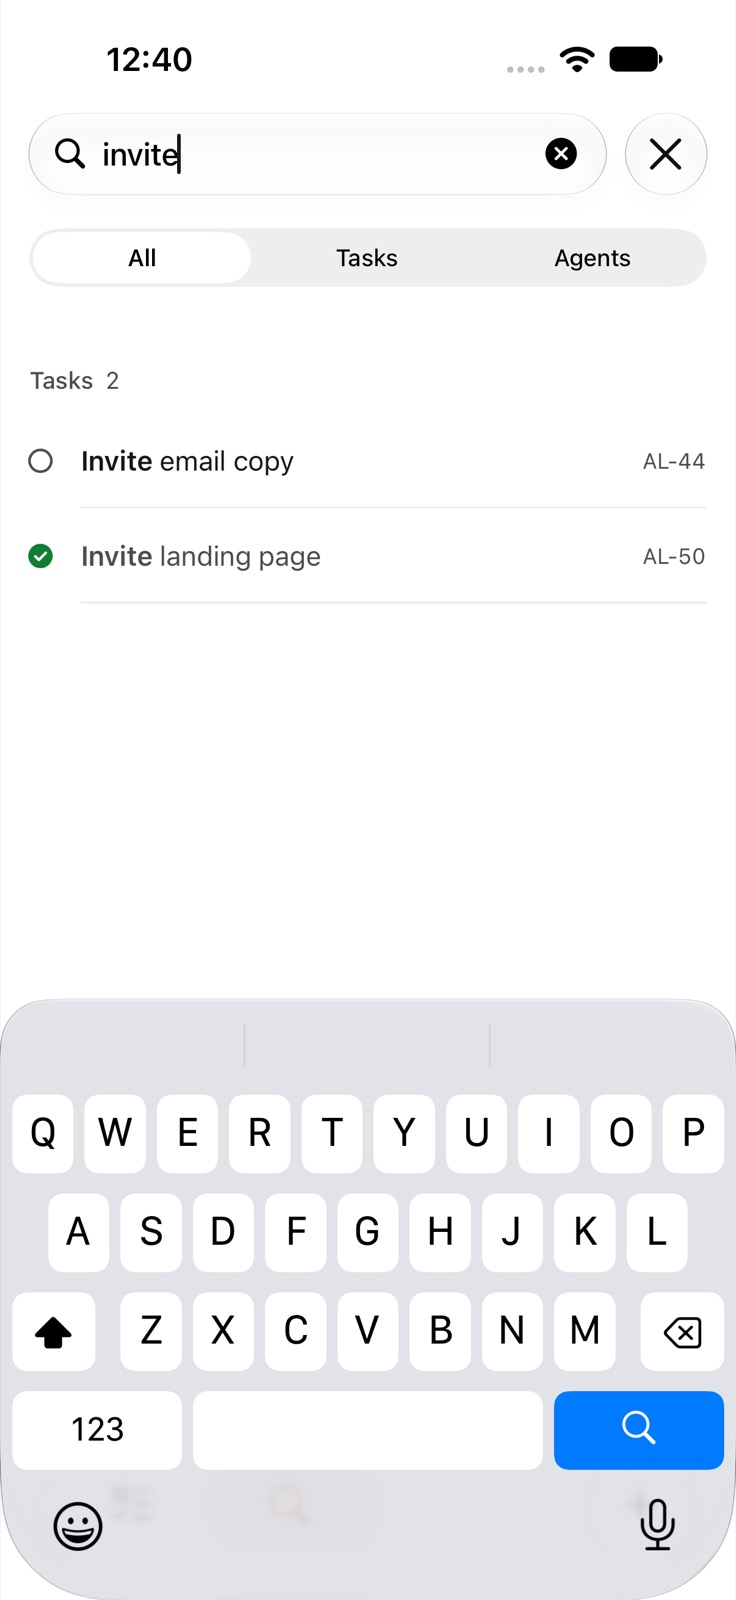 12:40
invite
All Tasks Agents
Tasks 2
Invite email copy AL-44
Invite landing page AL-50
Q W E R T Y U I O P
A S D F G H J K L
Z X C V B N M
123